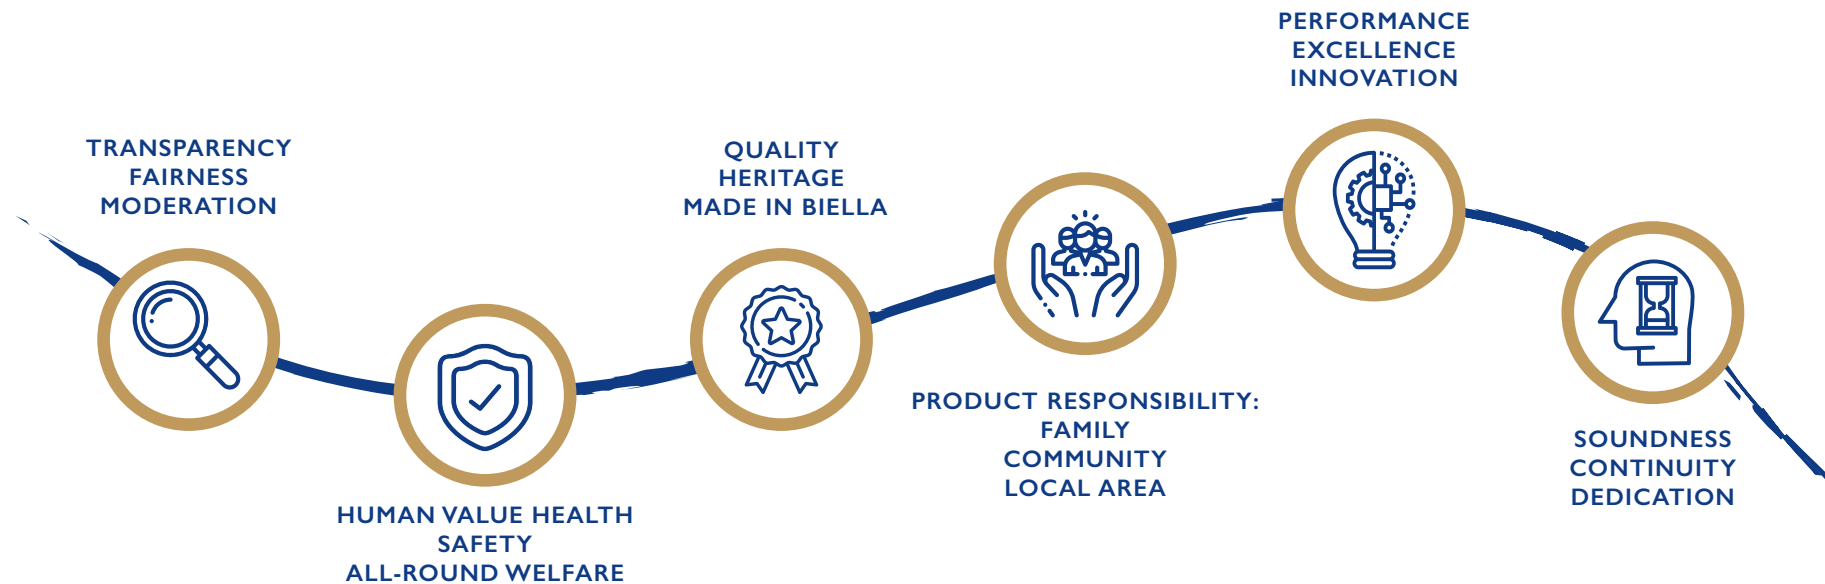 TRANSPARENCY
FAIRNESS
MODERATION
HUMAN VALUE HEALTH
SAFETY
ALL-ROUND WELFARE
QUALITY
HERITAGE
MADE IN BIELLA
PRODUCT RESPONSIBILITY:
FAMILY
COMMUNITY
LOCAL AREA
PERFORMANCE
EXCELLENCE
INNOVATION
SOUNDNESS
CONTINUITY
DEDICATION